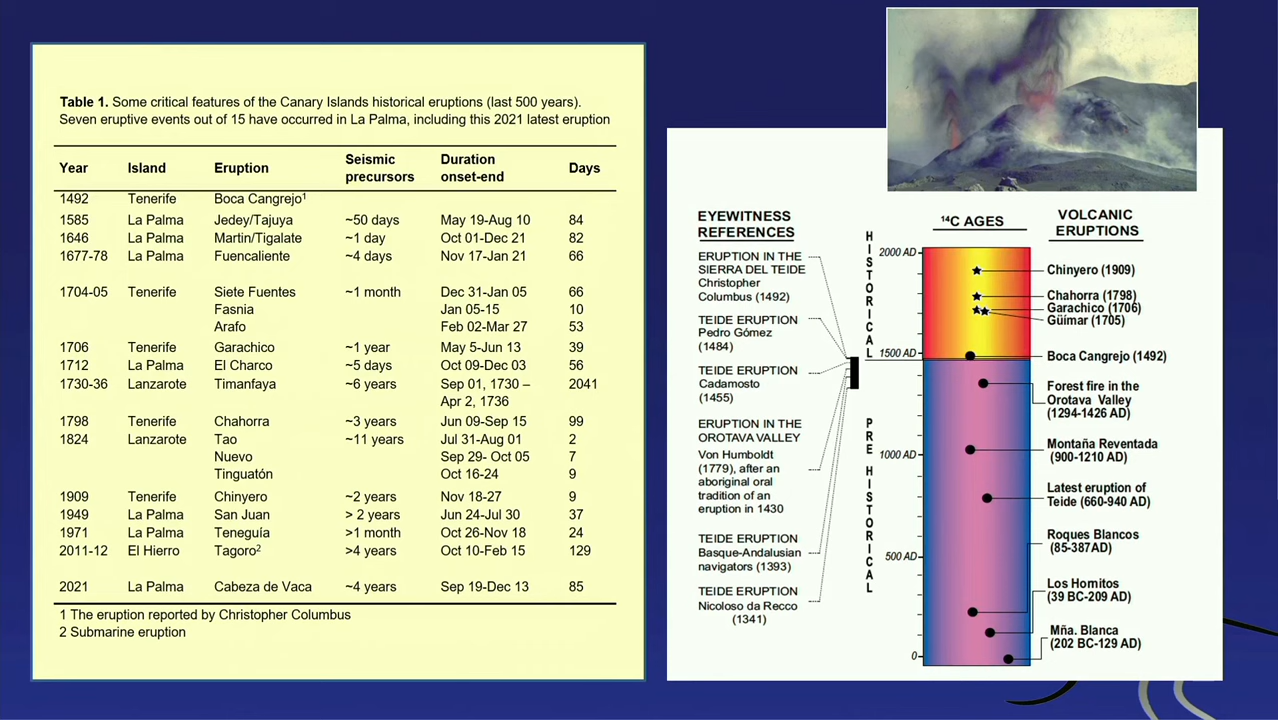 Table 1. Some critical features of the Canary Islands historical eruptions (last 500 years).
Seven eruptive events out of 15 have occurred in La Palma, including this 2021 latest eruption
Year Island Eruption Seismic precursors Duration onset-end Days
1492 Tenerife Boca Cangrejo¹
1585 La Palma Jedey/Tajuya ~50 days May 19-Aug 10 84
1646 La Palma Martin/Tigalate ~1 day Oct 01-Dec 21 82
1677-78 La Palma Fuencaliente ~4 days Nov 17-Jan 21 66
1704-05 Tenerife Siete Fuentes ~1 month Dec 31-Jan 05 66
Fasnia Jan 05-15 10
Arafo Feb 02-Mar 27 53
1706 Tenerife Garachico ~1 year May 5-Jun 13 39
1712 La Palma El Charco ~5 days Oct 09-Dec 03 56
1730-36 Lanzarote Timanfaya ~6 years Sep 01, 1730 – 2041
Apr 2, 1736
1798 Tenerife Chahorra ~3 years Jun 09-Sep 15 99
1824 Lanzarote Tao ~11 years Jul 31-Aug 01 2
Nuevo Sep 29- Oct 05 7
Tinguatón Oct 16-24 9
1909 Tenerife Chinyero ~2 years Nov 18-27 9
1949 La Palma San Juan > 2 years Jun 24-Jul 30 37
1971 La Palma Teneguía >1 month Oct 26-Nov 18 24
2011-12 El Hierro Tagoro² >4 years Oct 10-Feb 15 129
2021 La Palma Cabeza de Vaca ~4 years Sep 19-Dec 13 85
1 The eruption reported by Christopher Columbus
2 Submarine eruption
EYEWITNESS
REFERENCES
ERUPTION IN THE
SIERRA DEL TEIDE
Christopher
Columbus (1492)
TEIDE ERUPTION
Pedro Gómez
(1484)
TEIDE ERUPTION
Cadamosto
(1455)
ERUPTION IN THE
OROTAVA VALLEY
Von Humboldt
(1779), after an
aboriginal oral
tradition of an
eruption in 1430
TEIDE ERUPTION
Basque-Andalusian
navigators (1393)
TEIDE ERUPTION
Nicoloso da Recco
(1341)
HISTORICAL
PRE HISTORICAL
¹⁴C AGES
2000 AD
1500 AD
1000 AD
500 AD
0
VOLCANIC
ERUPTIONS
Chinyero (1909)
Chahorra (1798)
Garachico (1706)
Güímar (1705)
Boca Cangrejo (1492)
Forest fire in the
Orotava Valley
(1294-1426 AD)
Montaña Reventada
(900-1210 AD)
Latest eruption of
Teide (660-940 AD)
Roques Blancos
(85-387AD)
Los Hornitos
(39 BC-209 AD)
Mña. Blanca
(202 BC-129 AD)